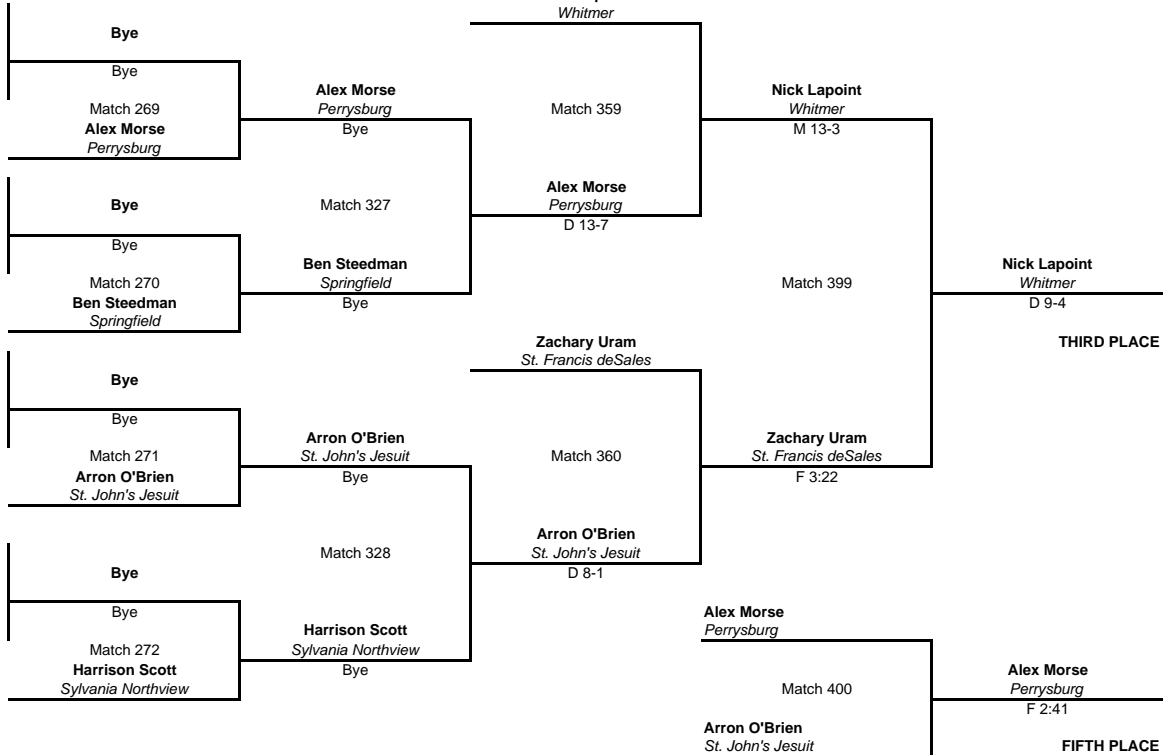 Whitmer
Bye
Bye
Match 269
Alex Morse
Perrysburg
Alex Morse
Perrysburg
Bye
Match 359
Nick Lapoint
Whitmer
M 13-3
Bye
Bye
Match 327
Alex Morse
Perrysburg
D 13-7
Match 270
Ben Steedman
Springfield
Ben Steedman
Springfield
Bye
Match 399
Nick Lapoint
Whitmer
D 9-4
THIRD PLACE
Zachary Uram
St. Francis deSales
Bye
Bye
Match 271
Arron O'Brien
St. John's Jesuit
Arron O'Brien
St. John's Jesuit
Bye
Match 360
Zachary Uram
St. Francis deSales
F 3:22
Match 328
Arron O'Brien
St. John's Jesuit
D 8-1
Bye
Bye
Match 272
Harrison Scott
Sylvania Northview
Harrison Scott
Sylvania Northview
Bye
Alex Morse
Perrysburg
Match 400
Arron O'Brien
St. John's Jesuit
Alex Morse
Perrysburg
F 2:41
FIFTH PLACE